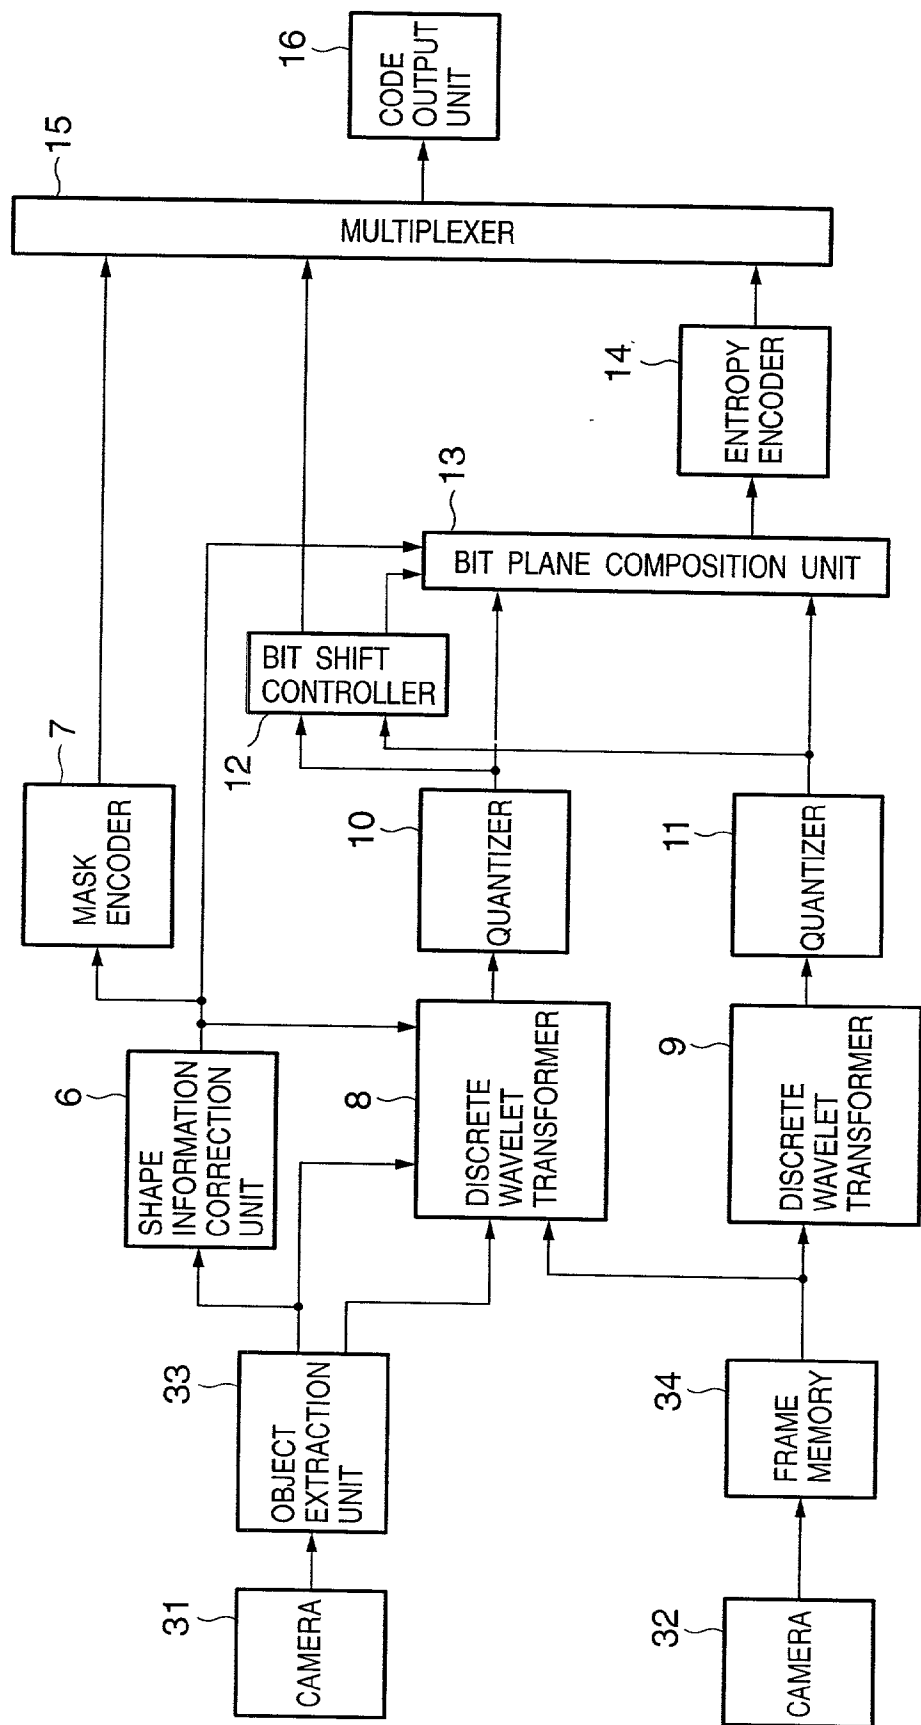 31
CAMERA
33
OBJECT
EXTRACTION
UNIT
6
SHAPE
INFORMATION
CORRECTION
UNIT
7
MASK
ENCODER
8
DISCRETE
WAVELET
TRANSFORMER
10
QUANTIZER
12
BIT SHIFT
CONTROLLER
13
BIT PLANE COMPOSITION UNIT
14
ENTROPY
ENCODER
15
MULTIPLEXER
16
CODE
OUTPUT
UNIT
32
CAMERA
34
FRAME
MEMORY
9
DISCRETE
WAVELET
TRANSFORMER
11
QUANTIZER